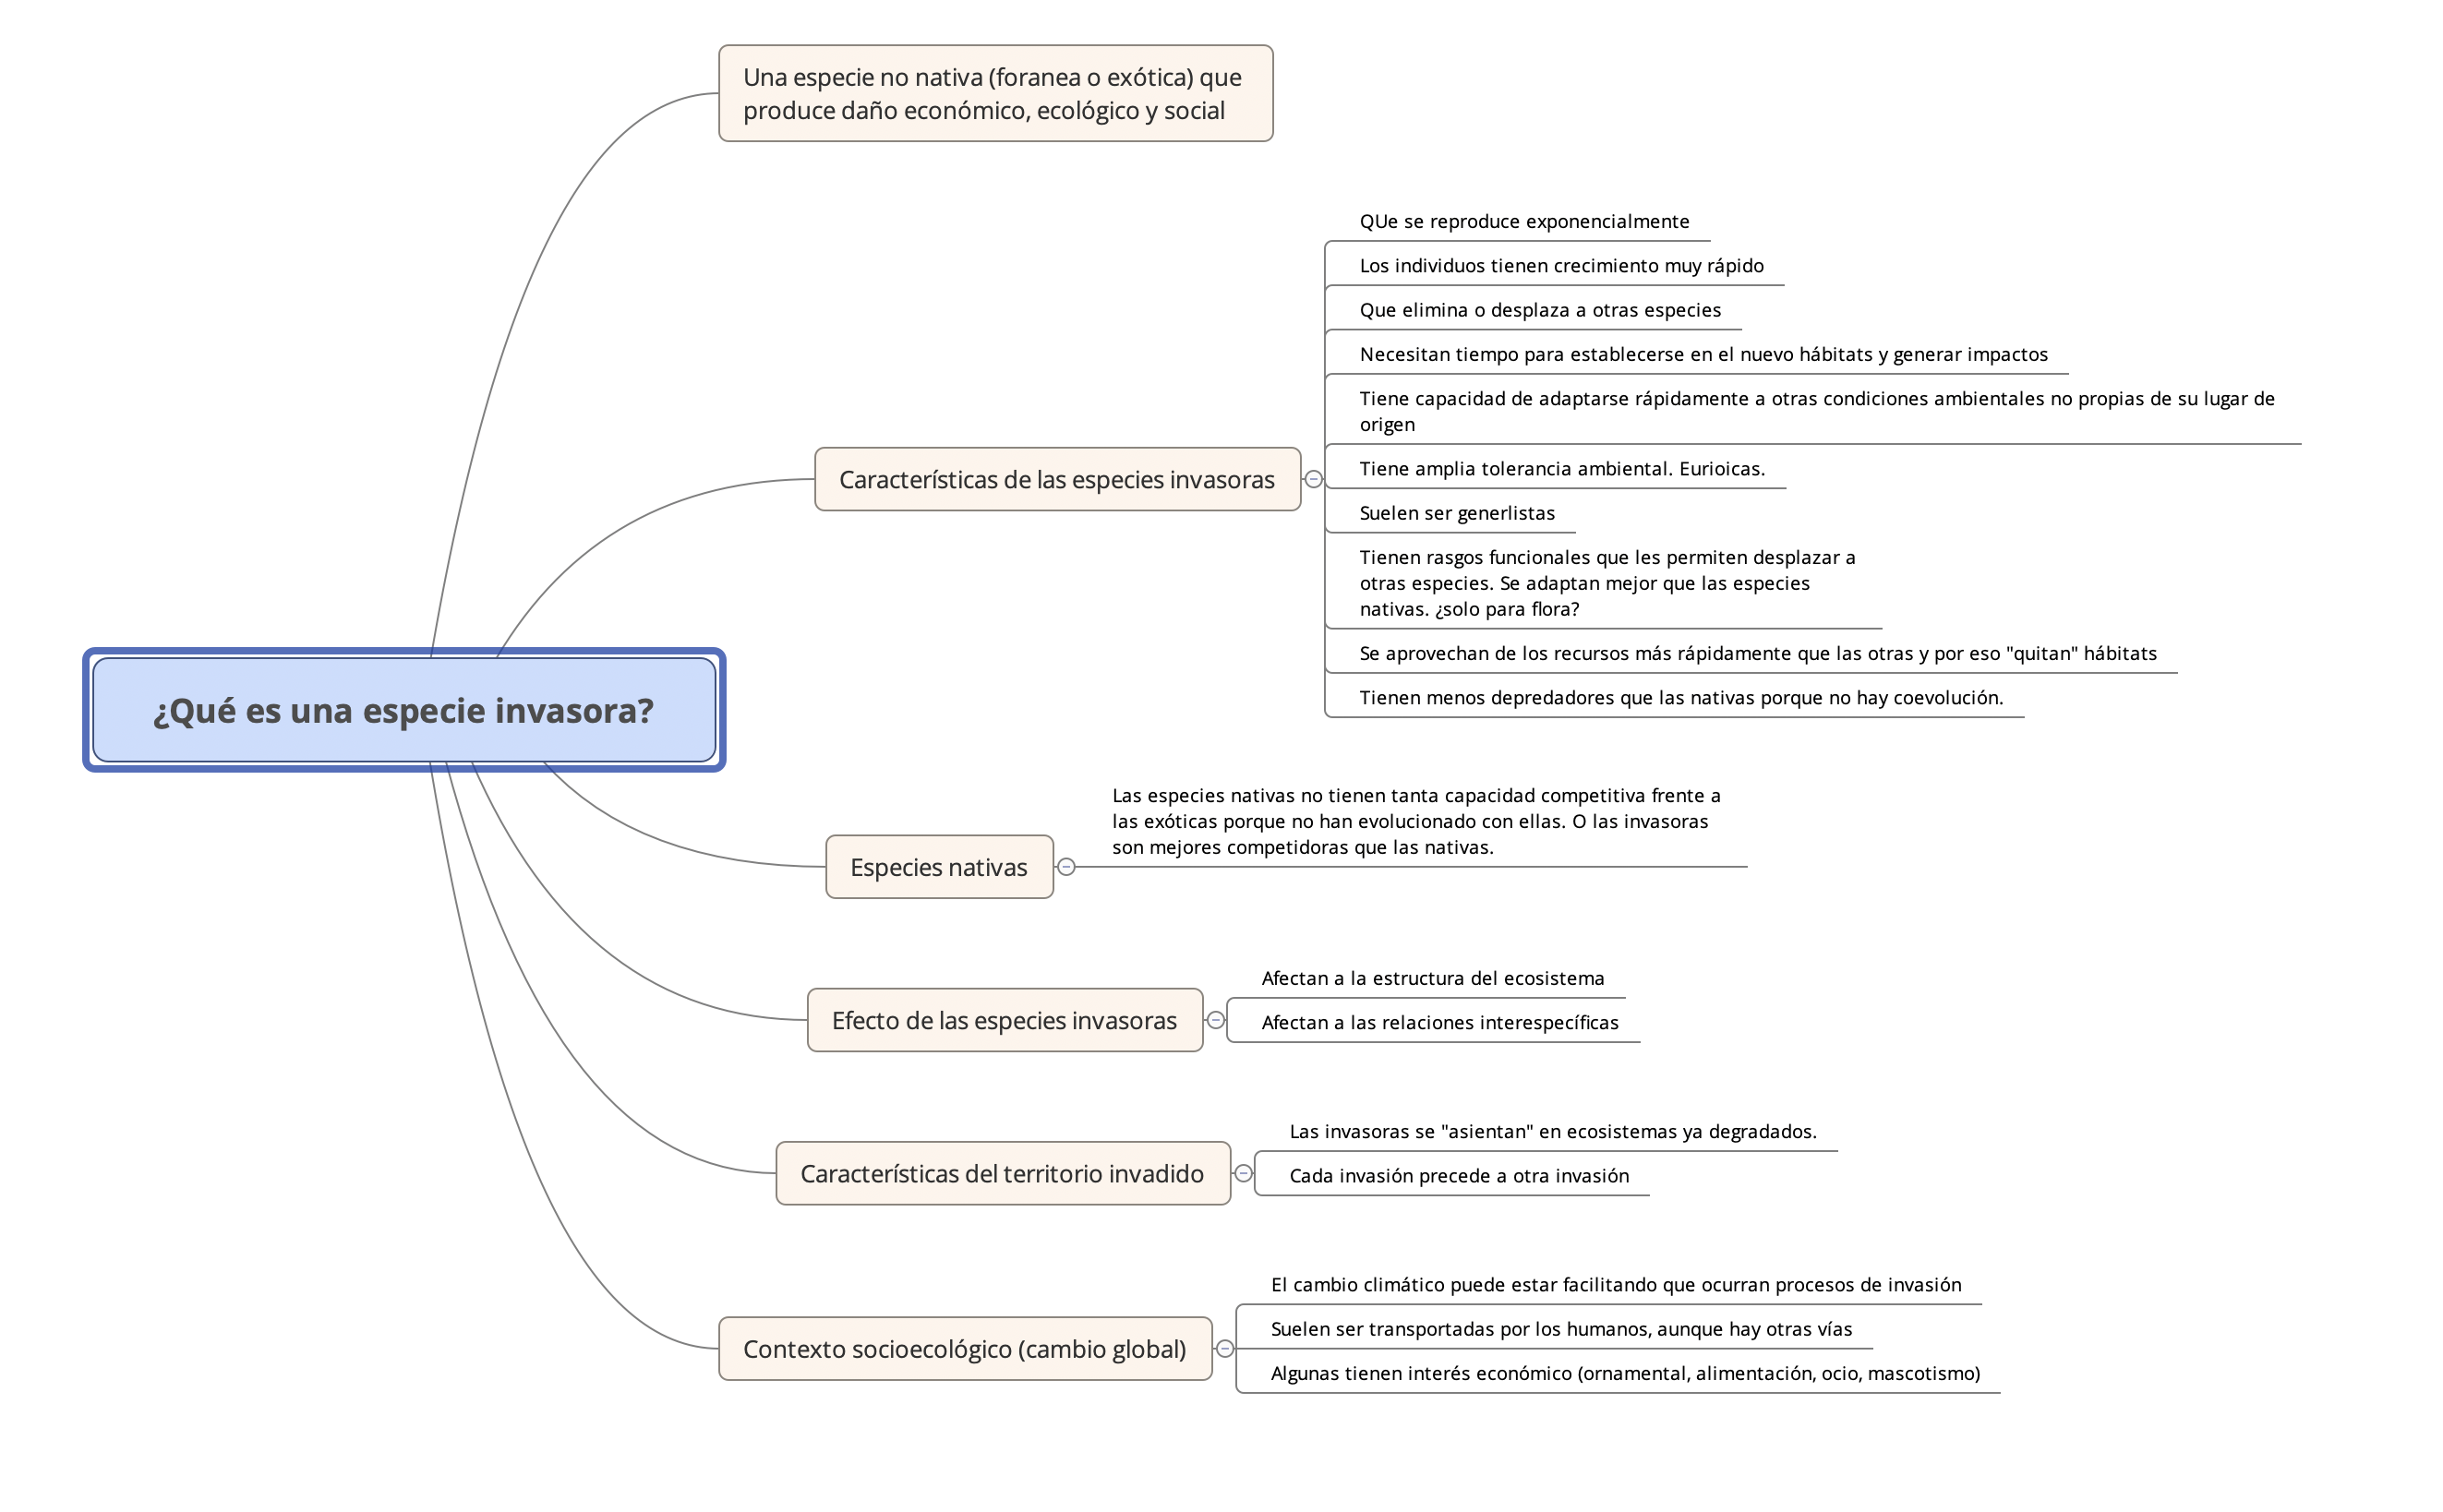 Una especie no nativa (foranea o exótica) que
produce daño económico, ecológico y social
QUe se reproduce exponencialmente
Los individuos tienen crecimiento muy rápido
Que elimina o desplaza a otras especies
Necesitan tiempo para establecerse en el nuevo hábitats y generar impactos
Tiene capacidad de adaptarse rápidamente a otras condiciones ambientales no propias de su lugar de
origen
Características de las especies invasoras
Tiene amplia tolerancia ambiental. Eurioicas.
Suelen ser generlistas
Tienen rasgos funcionales que les permiten desplazar a
otras especies. Se adaptan mejor que las especies
nativas. ¿solo para flora?
Se aprovechan de los recursos más rápidamente que las otras y por eso "quitan" hábitats
Tienen menos depredadores que las nativas porque no hay coevolución.
¿Qué es una especie invasora?
Las especies nativas no tienen tanta capacidad competitiva frente a
las exóticas porque no han evolucionado con ellas. O las invasoras
son mejores competidoras que las nativas.
Especies nativas
Afectan a la estructura del ecosistema
Efecto de las especies invasoras
Afectan a las relaciones interespecíficas
Las invasoras se "asientan" en ecosistemas ya degradados.
Características del territorio invadido
Cada invasión precede a otra invasión
El cambio climático puede estar facilitando que ocurran procesos de invasión
Suelen ser transportadas por los humanos, aunque hay otras vías
Contexto socioecológico (cambio global)
Algunas tienen interés económico (ornamental, alimentación, ocio, mascotismo)